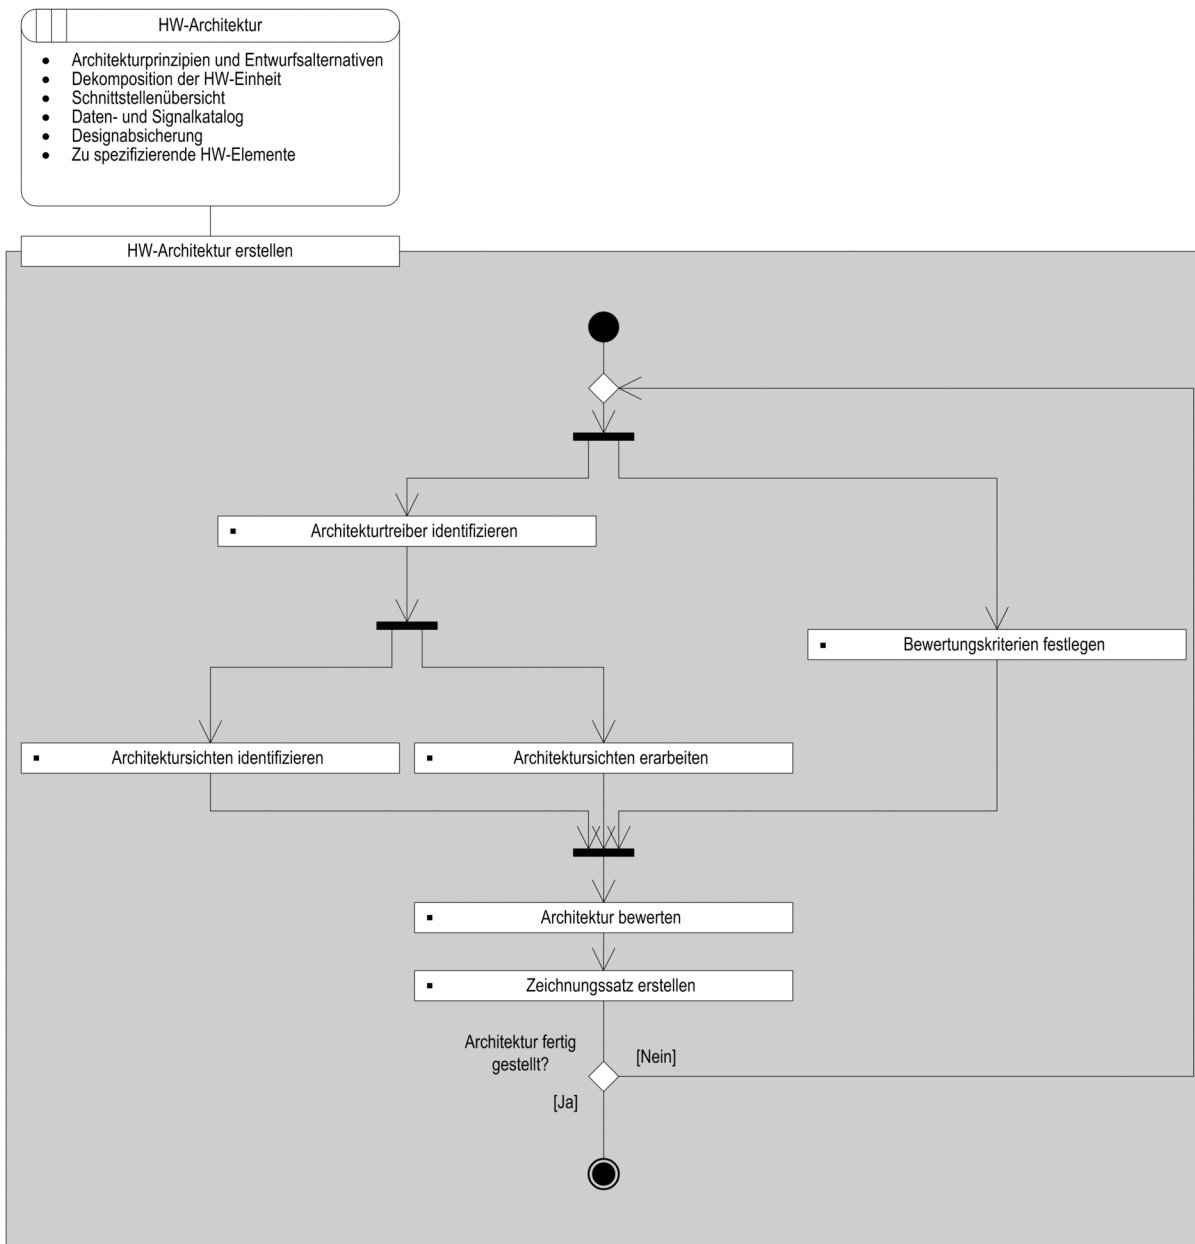 HW-Architektur
● Architekturprinzipien und Entwurfsalternativen
● Dekomposition der HW-Einheit
● Schnittstellenübersicht
● Daten- und Signalkatalog
● Designabsicherung
● Zu spezifizierende HW-Elemente
HW-Architektur erstellen
Architekturtreiber identifizieren
Bewertungskriterien festlegen
Architektursichten identifizieren
Architektursichten erarbeiten
Architektur bewerten
Zeichnungssatz erstellen
Architektur fertig
gestellt?
[Nein]
[Ja]